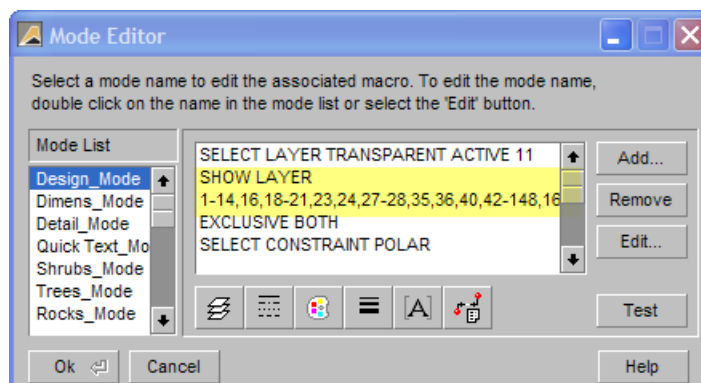 Mode Editor
Select a mode name to edit the associated macro. To edit the mode name,
double click on the name in the mode list or select the 'Edit' button.
Mode List
Design_Mode
Dimens_Mode
Detail_Mode
Quick Text_Mo
Shrubs_Mode
Trees_Mode
Rocks_Mode
SELECT LAYER TRANSPARENT ACTIVE 11
SHOW LAYER
1-14,16,18-21,23,24,27-28,35,36,40,42-148,16
EXCLUSIVE BOTH
SELECT CONSTRAINT POLAR
Add...
Remove
Edit...
[A]
Test
Ok
Cancel
Help